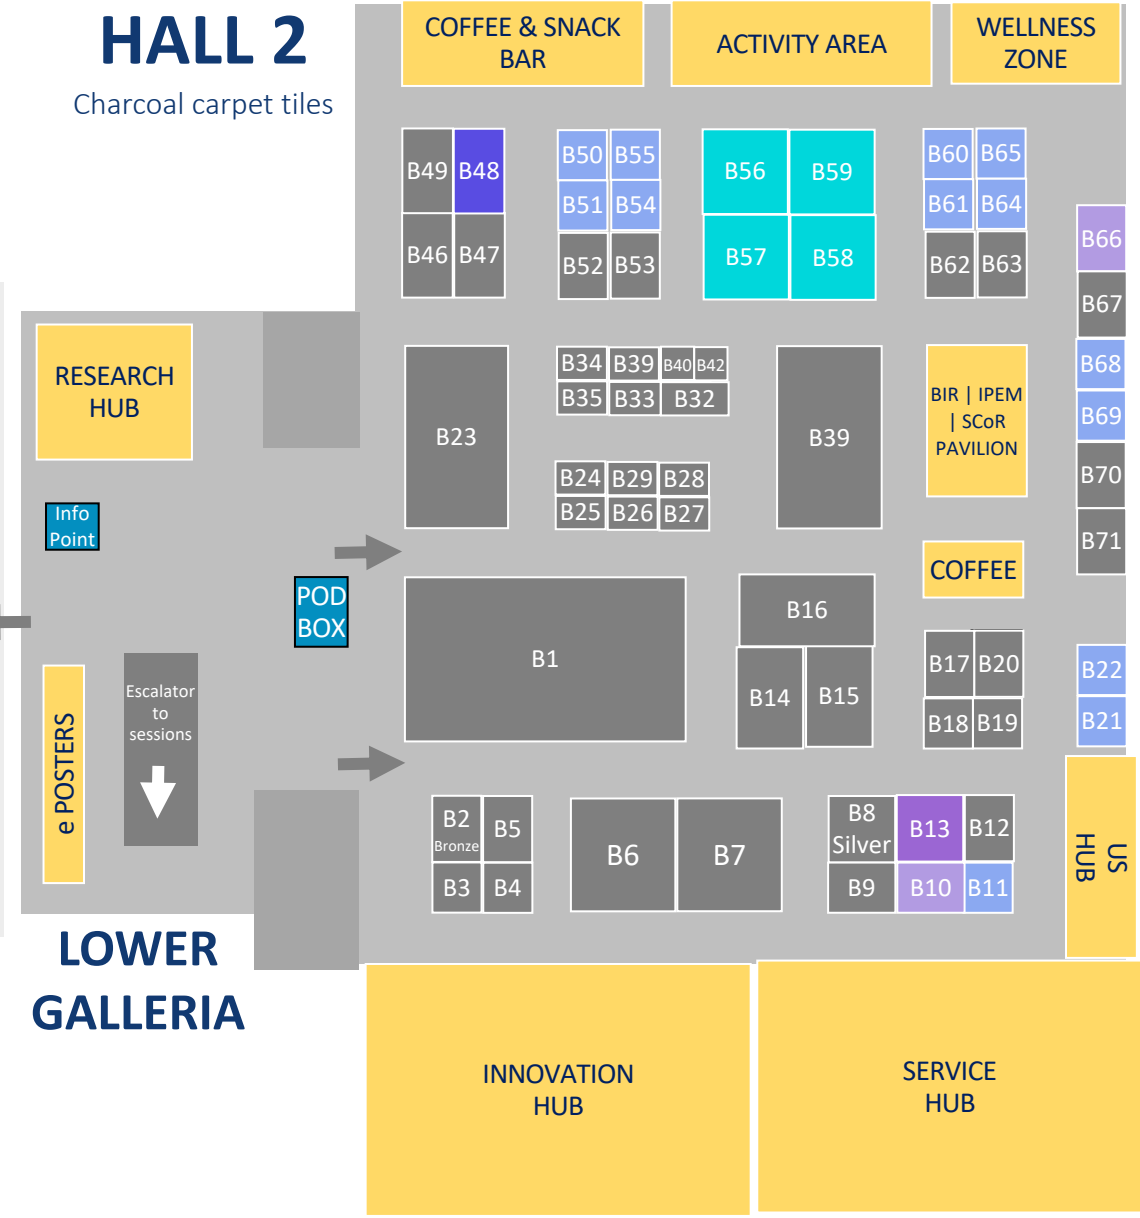 HALL 2
Charcoal carpet tiles
COFFEE & SNACK
BAR
ACTIVITY AREA
WELLNESS
ZONE
B49
B48
B46
B47
B50
B55
B51
B54
B52
B53
B56
B59
B57
B58
B60
B65
B61
B64
B62
B63
B66
B67
B68
B69
B70
B71
RESEARCH
HUB
B23
B34
B39
B40
B42
B35
B33
B32
B24
B29
B28
B25
B26
B27
B39
BIR | IPEM
| SCoR
PAVILION
COFFEE
Info
Point
POD
BOX
B1
B16
B14
B15
B17
B20
B18
B19
B22
B21
e POSTERS
Escalator
to
sessions
B2
Bronze
B5
B3
B4
B6
B7
B8
Silver
B13
B12
B9
B10
B11
US
HUB
LOWER
GALLERIA
INNOVATION
HUB
SERVICE
HUB